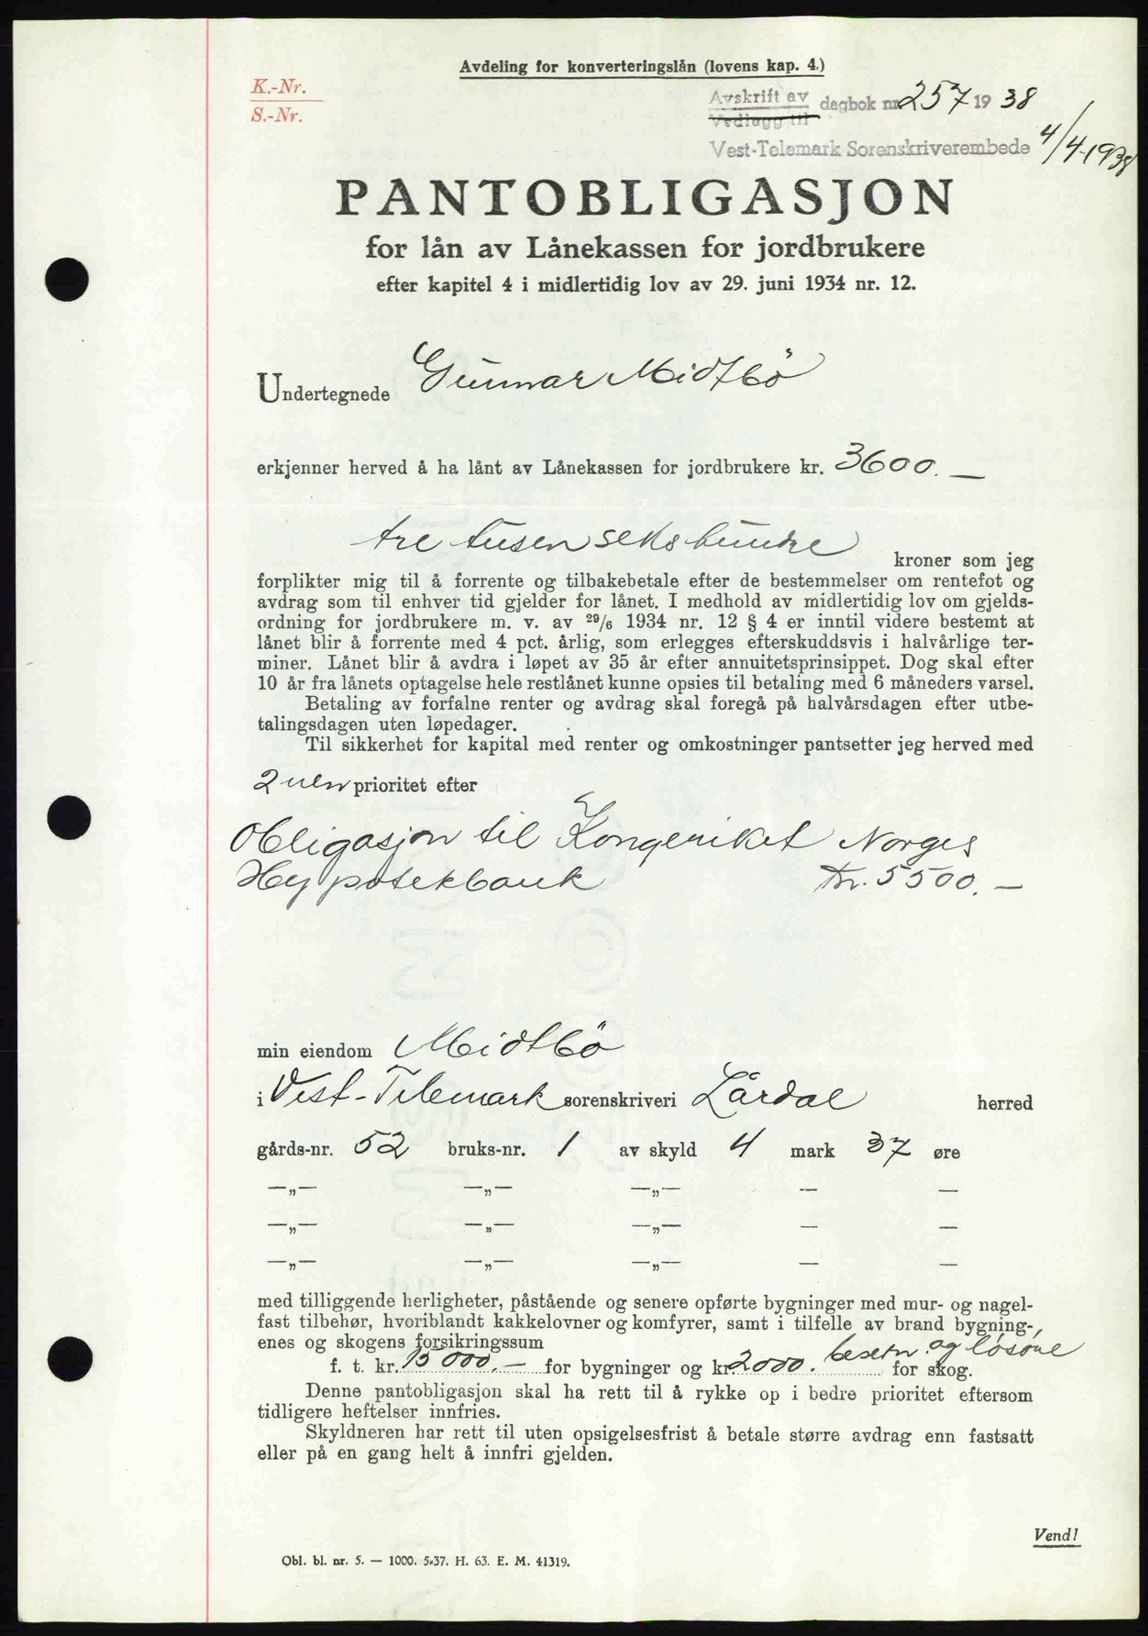 Avdeling for konverteringslån (lovens kap. 4.)
K.-Nr.
S.-Nr.
Avskrift av
Vedlegg til
dagbok nr. 257 1938
Vest-Telemark Sorenskriverembede 4/4-1938
PANTOBLIGASJON
for lån av Lånekassen for jordbrukere
efter kapitel 4 i midlertidig lov av 29. juni 1934 nr. 12.
Undertegnede Gunnar Midtbö
erkjenner herved å ha lånt av Lånekassen for jordbrukere kr. 3600.—
tre tusen seks hundre kroner som jeg
forplikter mig til å forrente og tilbakebetale efter de bestemmelser om rentefot og
avdrag som til enhver tid gjelder for lånet. I medhold av midlertidig lov om gjelds-
ordning for jordbrukere m. v. av 29/6 1934 nr. 12 § 4 er inntil videre bestemt at
lånet blir å forrente med 4 pct. årlig, som erlegges efterskuddsvis i halvårlige ter-
miner. Lånet blir å avdra i løpet av 35 år efter annuitetsprinsippet. Dog skal efter
10 år fra lånets optagelse hele restlånet kunne opsies til betaling med 6 måneders varsel.
Betaling av forfalne renter og avdrag skal foregå på halvårsdagen efter utbe-
talingsdagen uten løpedager.
Til sikkerhet for kapital med renter og omkostninger pantsetter jeg herved med
2nen prioritet efter
Obligasjon til Kongeriket Norges
Hypotekbank kr. 5500.—
min eiendom Midtbö
i Vest-Telemark sorenskriveri Lårdal herred
gårds-nr. 52 bruks-nr. 1 av skyld 4 mark 37 øre
—„— —„— —„— — —
—„— —„— —„— — —
—„— —„— —„— — —
med tilliggende herligheter, påstående og senere opførte bygninger med mur- og nagel-
fast tilbehør, hvoriblandt kakkelovner og komfyrer, samt i tilfelle av brand bygning-
enes og skogens forsikringssum
f. t. kr. 15000.— for bygninger og kr. 2000. besetn. og lösöre for skog.
Denne pantobligasjon skal ha rett til å rykke op i bedre prioritet eftersom
tidligere heftelser innfries.
Skyldneren har rett til uten opsigelsesfrist å betale større avdrag enn fastsatt
eller på en gang helt å innfri gjelden.
Vend!
Obl. bl. nr. 5. — 1000. 5-37. H. 63. E. M. 41319.